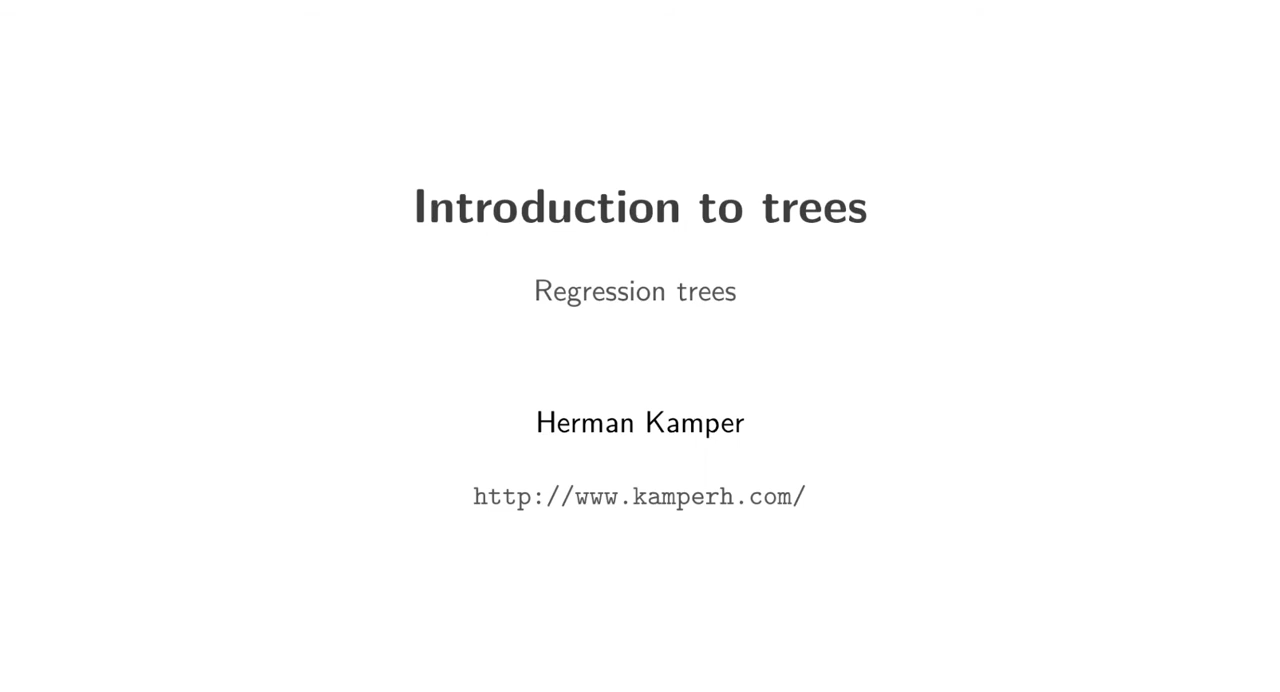 Introduction to trees
Regression trees
Herman Kamper
http://www.kamperh.com/